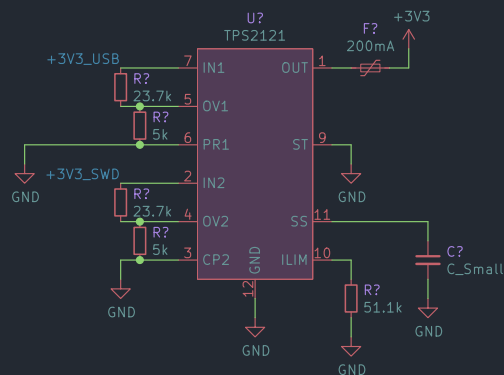 U?
TPS2121
F?
200mA
+3V3
+3V3_USB
7
IN1
OUT
1
R?
23.7k
5
OV1
R?
5k
6
PR1
ST
9
GND
GND
+3V3_SWD
2
IN2
R?
23.7k
4
OV2
SS
11
R?
5k
3
CP2
GND
ILIM
10
C?
C_Small
12
R?
51.1k
GND
GND
GND
GND